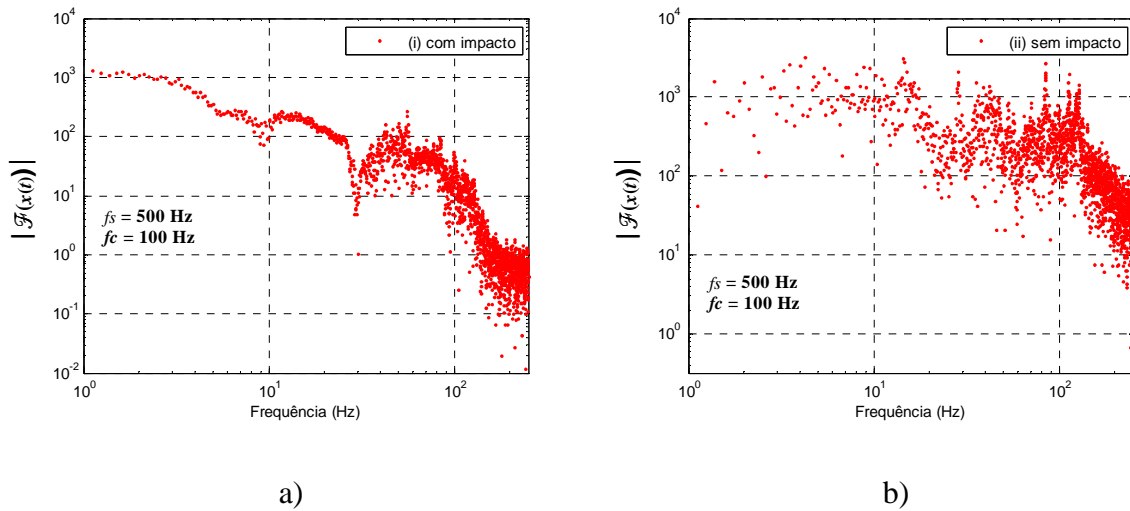 10^4
(i) com impacto
10^3
10^2
10^1
fs = 500 Hz
fc = 100 Hz
10^0
10^-1
10^-2
10^0
10^1
10^2
Frequência (Hz)
|ℱ(x(t))|
a)
10^4
(ii) sem impacto
10^3
10^2
10^1
fs = 500 Hz
fc = 100 Hz
10^0
10^0
10^1
10^2
Frequência (Hz)
|ℱ(x(t))|
b)